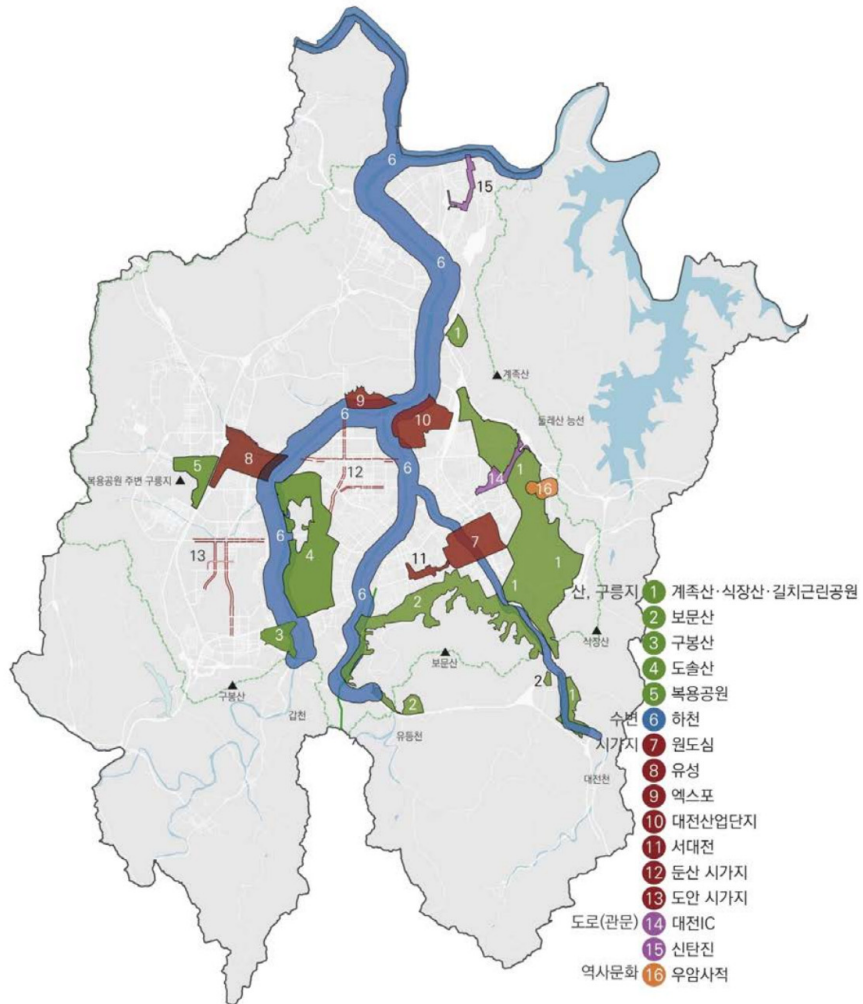 6
15
6
1
계족산
9
6
10
둘레산 능선
5
8
복용공원 주변 구릉지
12
6
1
14
16
6
4
13
7
11
1
1
6
2
3
식장산
보문산
구봉산
2
1
갑천
2
유등천
대전천
산, 구릉지 1 계족산·식장산·길치근린공원
2 보문산
3 구봉산
4 도솔산
5 복용공원
수변 6 하천
시가지 7 원도심
8 유성
9 엑스포
10 대전산업단지
11 서대전
12 둔산 시가지
13 도안 시가지
도로(관문) 14 대전IC
15 신탄진
역사문화 16 우암사적